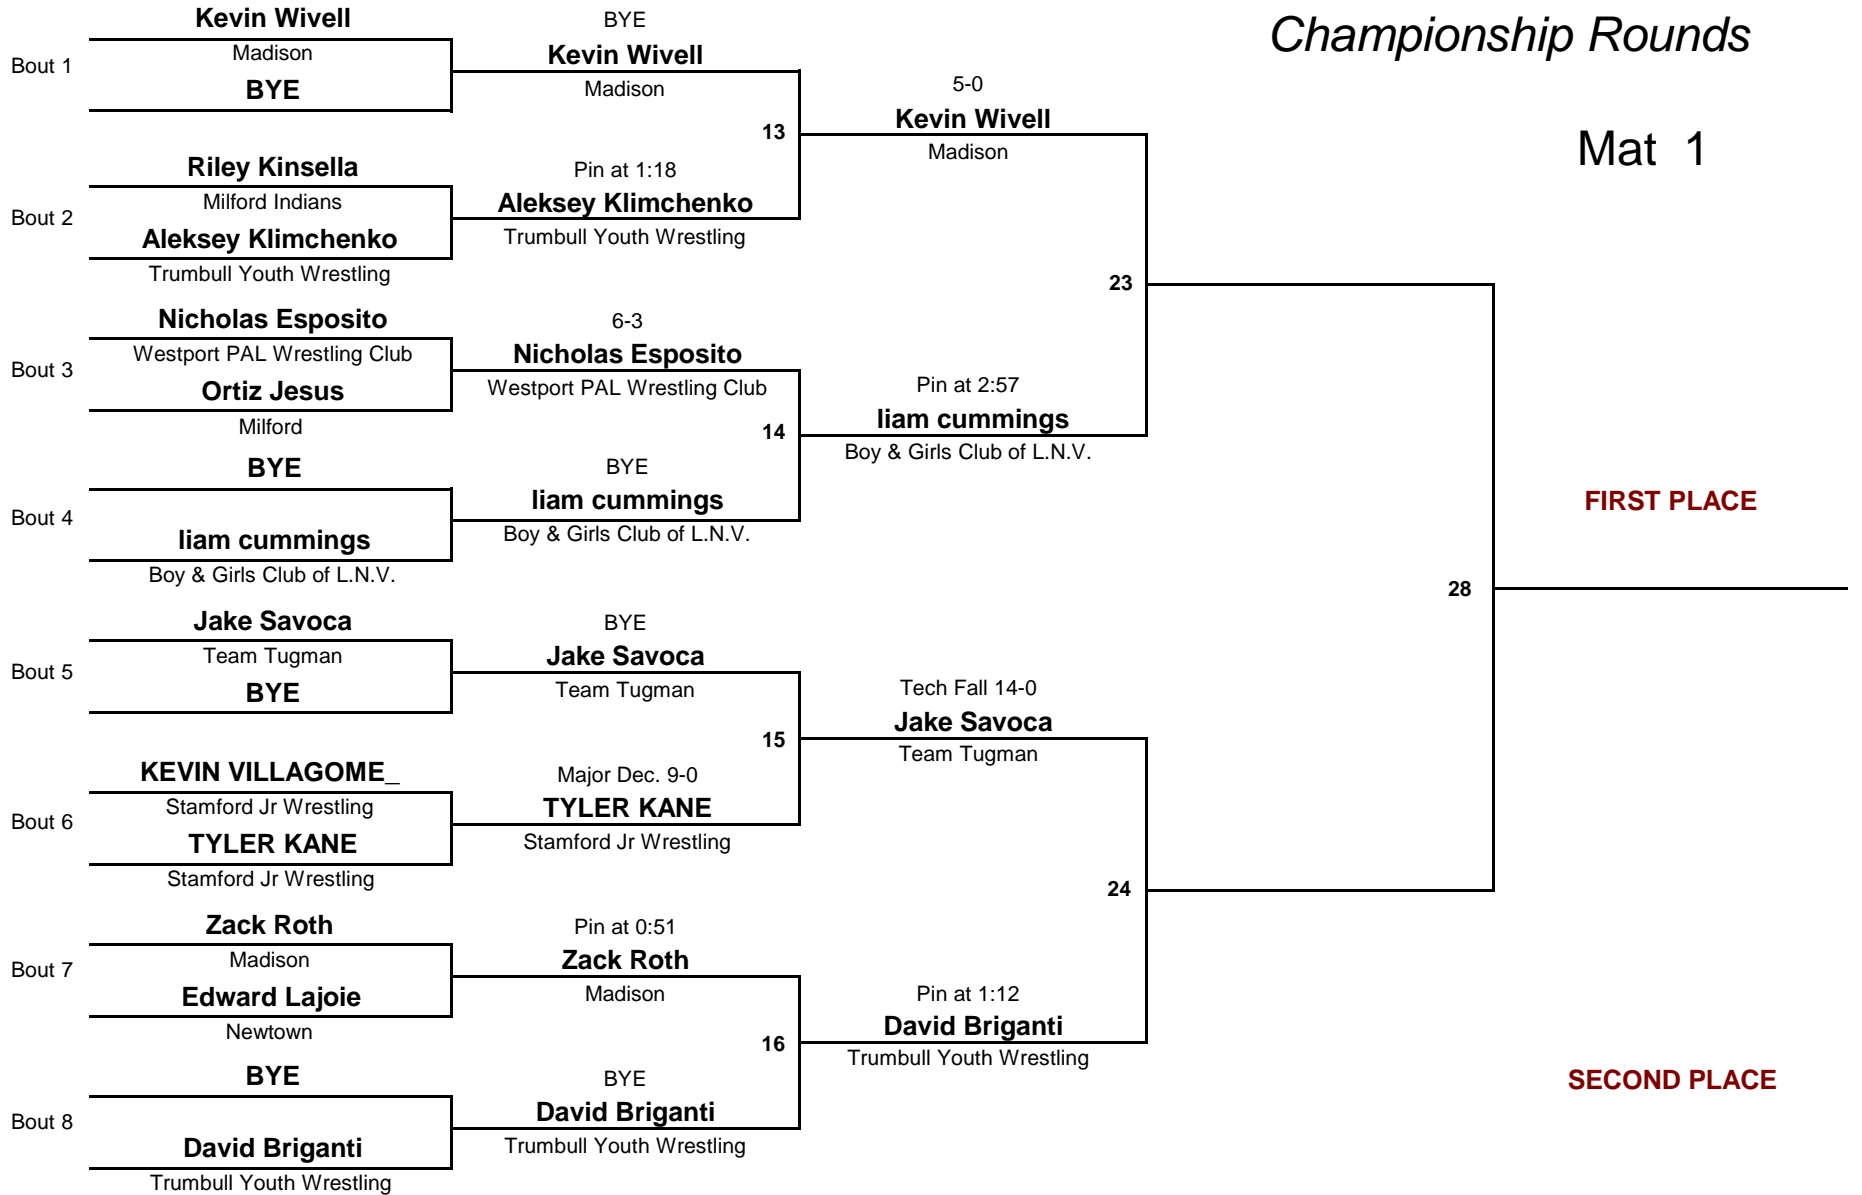 Championship Rounds
Mat 1
Bout 1
Kevin Wivell
Madison
BYE
Bout 2
Riley Kinsella
Milford Indians
Aleksey Klimchenko
Trumbull Youth Wrestling
Bout 3
Nicholas Esposito
Westport PAL Wrestling Club
Ortiz Jesus
Milford
Bout 4
BYE
liam cummings
Boy & Girls Club of L.N.V.
Bout 5
Jake Savoca
Team Tugman
BYE
Bout 6
KEVIN VILLAGOME_
Stamford Jr Wrestling
TYLER KANE
Stamford Jr Wrestling
Bout 7
Zack Roth
Madison
Edward Lajoie
Newtown
Bout 8
BYE
David Briganti
Trumbull Youth Wrestling
BYE
Kevin Wivell
Madison
13
Pin at 1:18
Aleksey Klimchenko
Trumbull Youth Wrestling
6-3
Nicholas Esposito
Westport PAL Wrestling Club
14
BYE
liam cummings
Boy & Girls Club of L.N.V.
BYE
Jake Savoca
Team Tugman
15
Major Dec. 9-0
TYLER KANE
Stamford Jr Wrestling
Pin at 0:51
Zack Roth
Madison
16
BYE
David Briganti
Trumbull Youth Wrestling
5-0
Kevin Wivell
Madison
23
Pin at 2:57
liam cummings
Boy & Girls Club of L.N.V.
Tech Fall 14-0
Jake Savoca
Team Tugman
24
Pin at 1:12
David Briganti
Trumbull Youth Wrestling
28
FIRST PLACE
SECOND PLACE